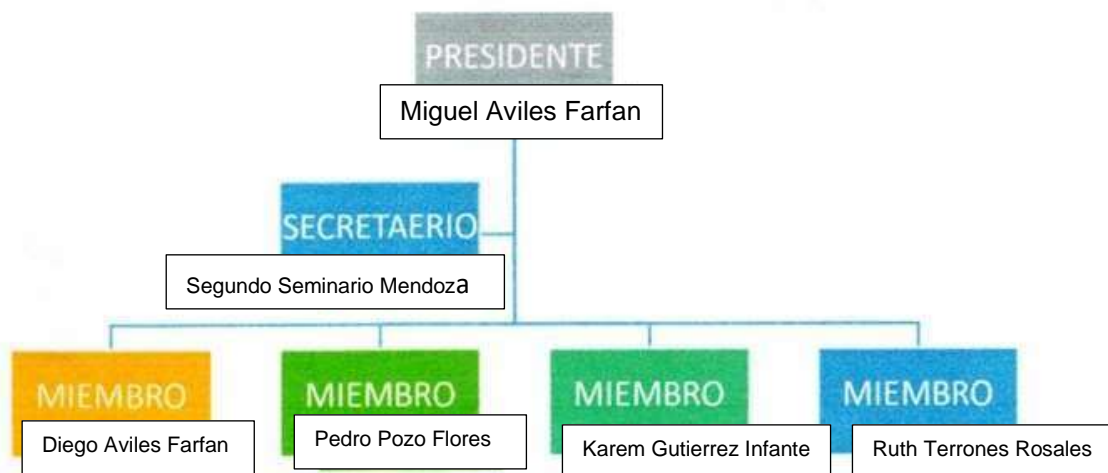 PRESIDENTE
Miguel Aviles Farfan
SECRETAERIO
Segundo Seminario Mendoza
MIEMBRO
Diego Aviles Farfan
MIEMBRO
Pedro Pozo Flores
MIEMBRO
Karem Gutierrez Infante
MIEMBRO
Ruth Terrones Rosales